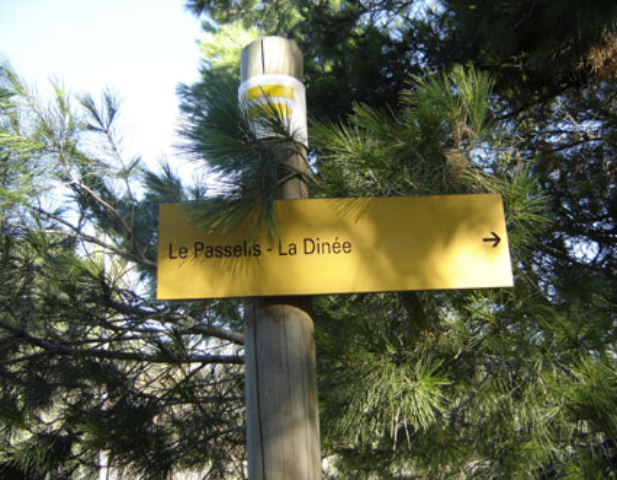 Le Passelis - La Dinée →